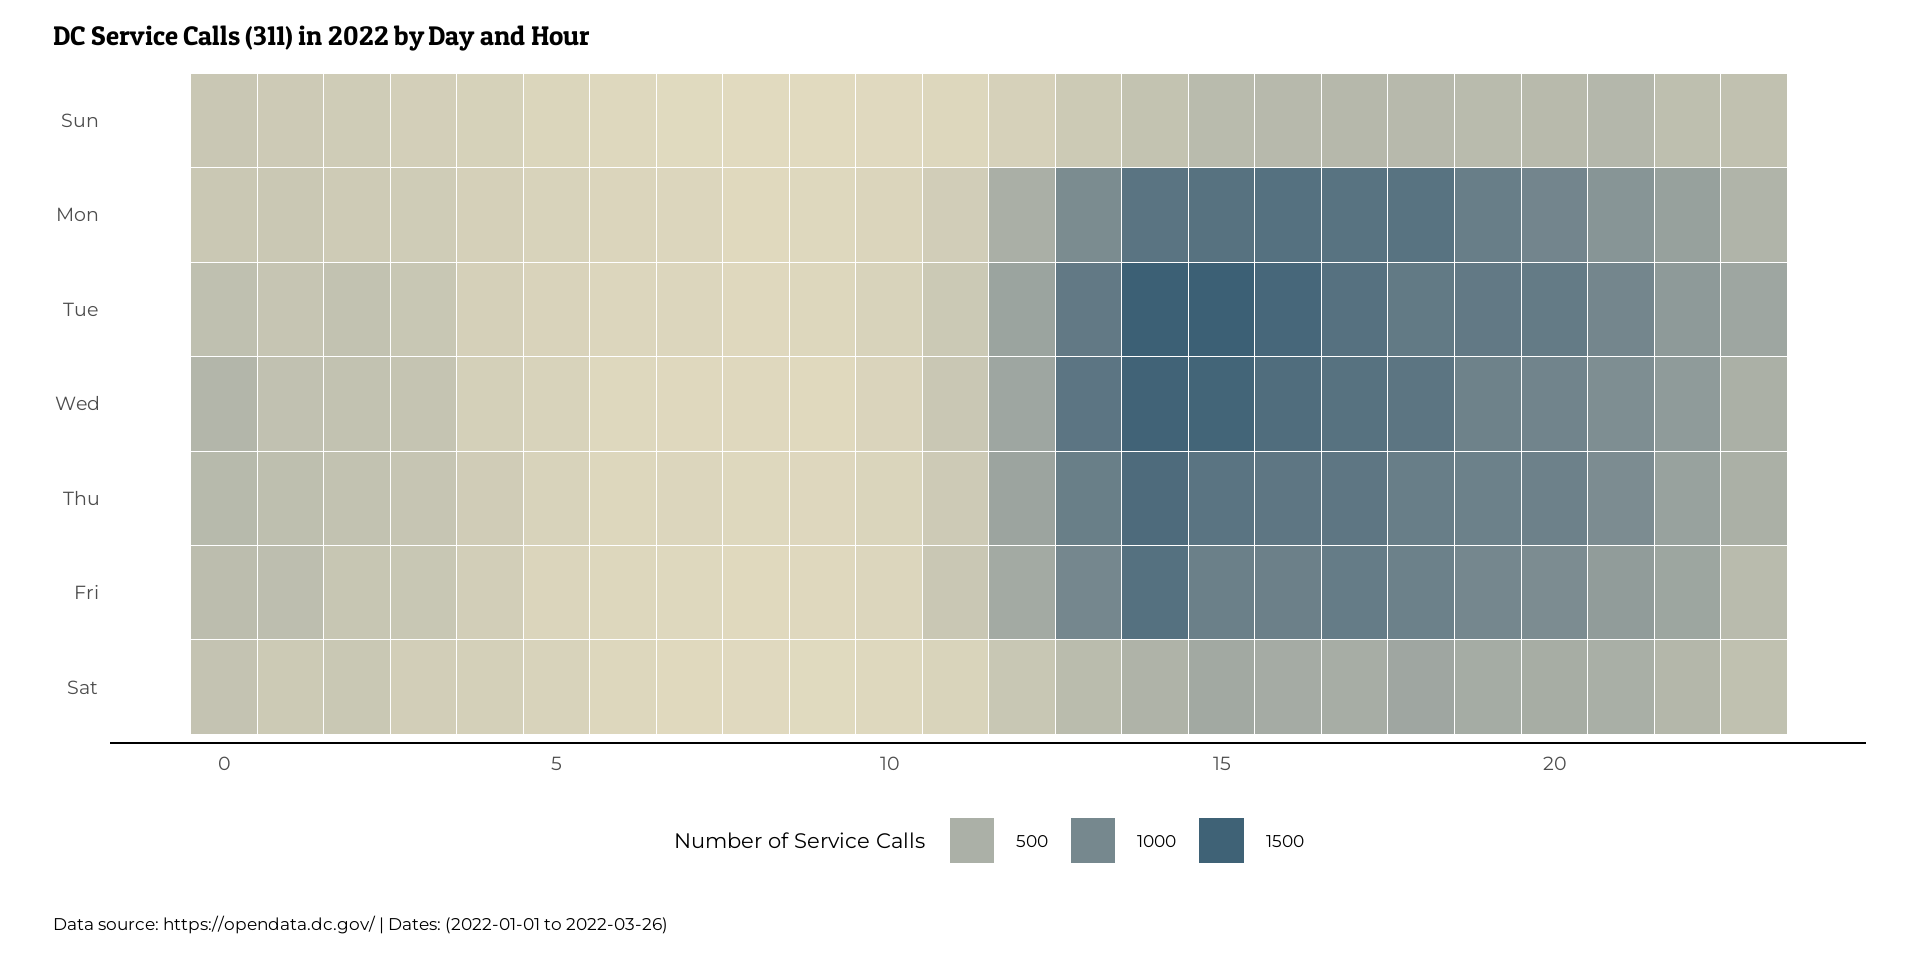 DC Service Calls (311) in 2022 by Day and Hour
Sun
Mon
Tue
Wed
Thu
Fri
Sat
0 5 10 15 20
Number of Service Calls 500 1000 1500
Data source: https://opendata.dc.gov/ | Dates: (2022-01-01 to 2022-03-26)